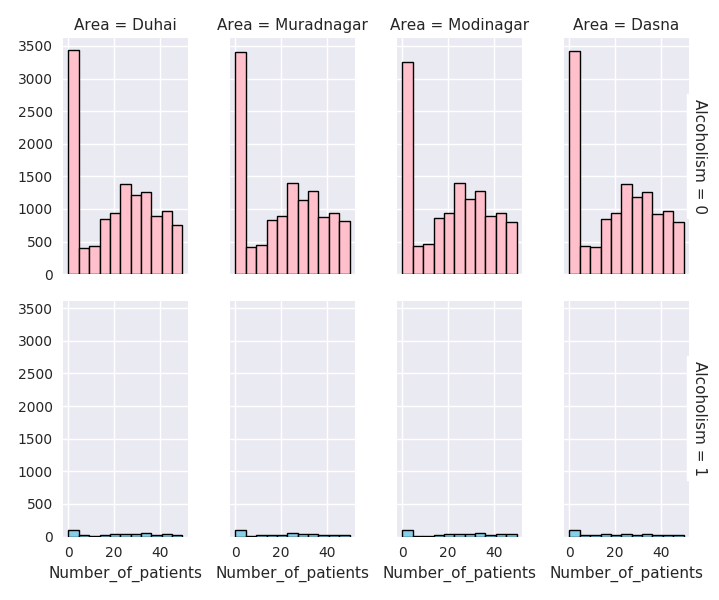 Area = Duhai
Area = Muradnagar
Area = Modinagar
Area = Dasna
3500
3000
2500
2000
1500
1000
500
0
Alcoholism = 0
3500
3000
2500
2000
1500
1000
500
0
Alcoholism = 1
0 20 40
0 20 40
0 20 40
0 20 40
Number_of_patients
Number_of_patients
Number_of_patients
Number_of_patients